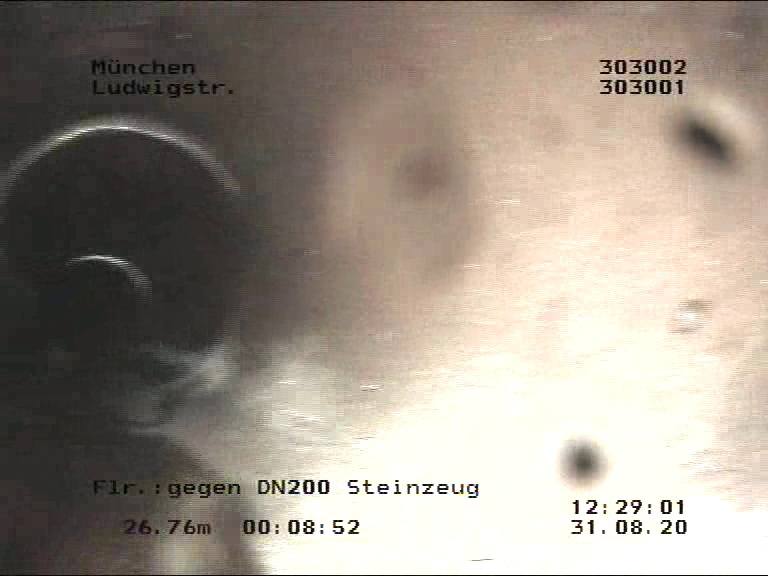 München
Ludwigstr.
303002
303001
Flr.:gegen DN200 Steinzeug
26.76m 00:08:52
12:29:01
31.08.20